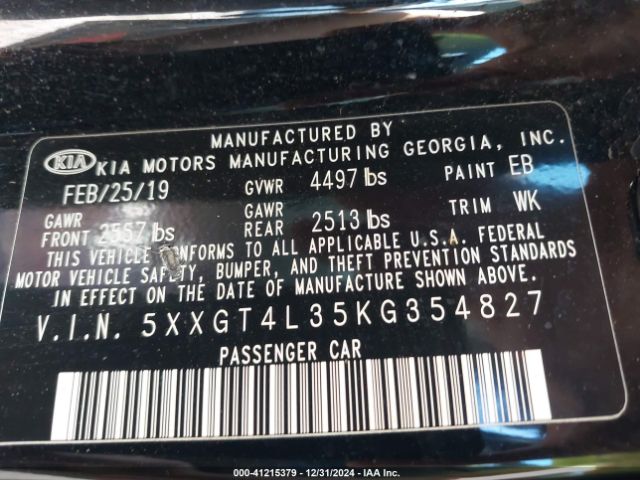 MANUFACTURED BY
KIA KIA MOTORS MANUFACTURING GEORGIA, INC.
FEB/25/19 GVWR 4497 lbs PAINT EB
GAWR FRONT 2557 lbs GAWR REAR 2513 lbs TRIM WK
THIS VEHICLE CONFORMS TO ALL APPLICABLE U.S.A. FEDERAL
MOTOR VEHICLE SAFETY, BUMPER, AND THEFT PREVENTION STANDARDS
IN EFFECT ON THE DATE OF MANUFACTURE SHOWN ABOVE.
V.I.N. 5XXGT4L35KG354827
PASSENGER CAR
000-41215379 - 12/31/2024 - IAA Inc.